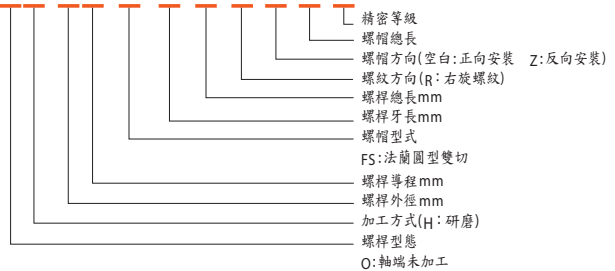 精密等級
螺帽總長
螺帽方向(空白:正向安裝 Z:反向安裝)
螺紋方向(R:右旋螺紋)
螺桿總長mm
螺桿牙長mm
螺帽型式
FS:法蘭圓型雙切
螺桿導程mm
螺桿外徑mm
加工方式(H:研磨)
螺桿型態
O:軸端未加工